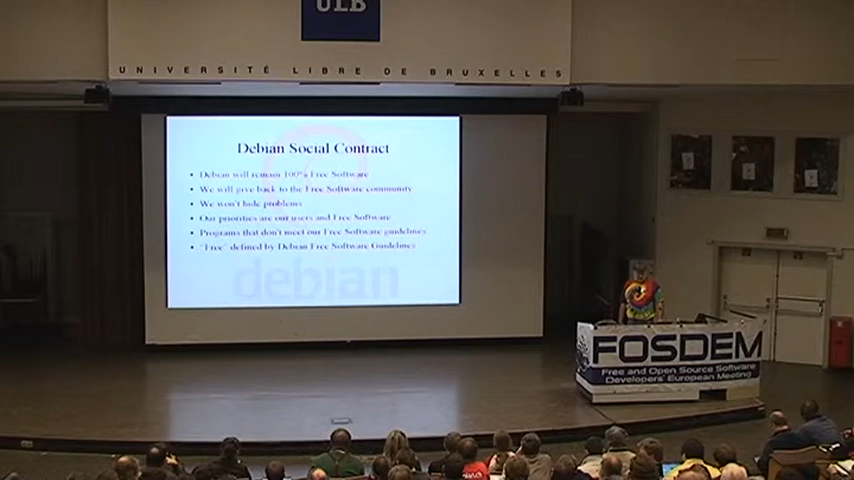 ULB
UNIVERSITÉ LIBRE DE BRUXELLES
Debian Social Contract
• Debian will remain 100% Free Software
• We will give back to the Free Software community
• We won't hide problems
• Our priorities are our users and Free Software
• Programs that don't meet our Free Software guidelines
• "Free" defined by Debian Free Software Guidelines
debian
FOSDEM
Free and Open Source Software
Developers' European Meeting